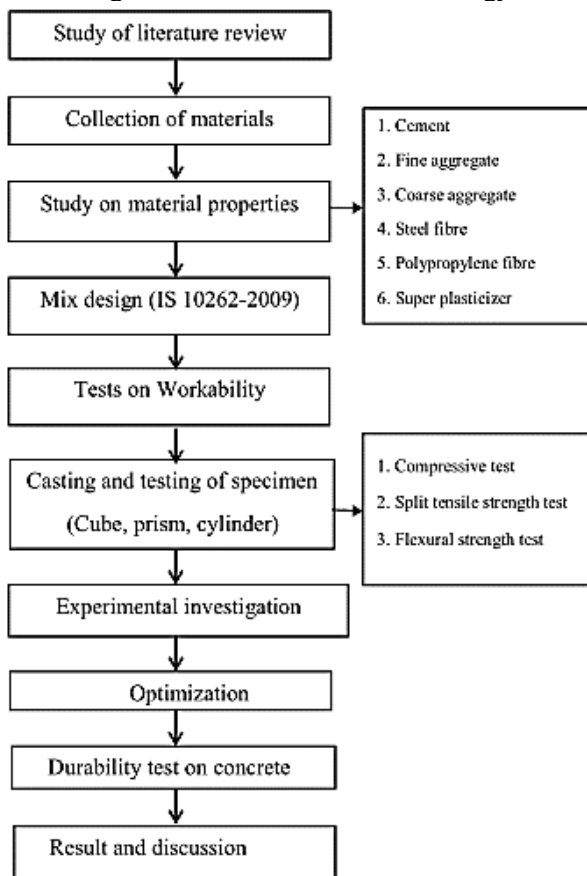 Study of literature review
Collection of materials
Study on material properties
1. Cement
2. Fine aggregate
3. Coarse aggregate
4. Steel fibre
5. Polypropylene fibre
6. Super plasticizer
Mix design (IS 10262-2009)
Tests on Workability
Casting and testing of specimen
(Cube, prism, cylinder)
1. Compressive test
2. Split tensile strength test
3. Flexural strength test
Experimental investigation
Optimization
Durability test on concrete
Result and discussion